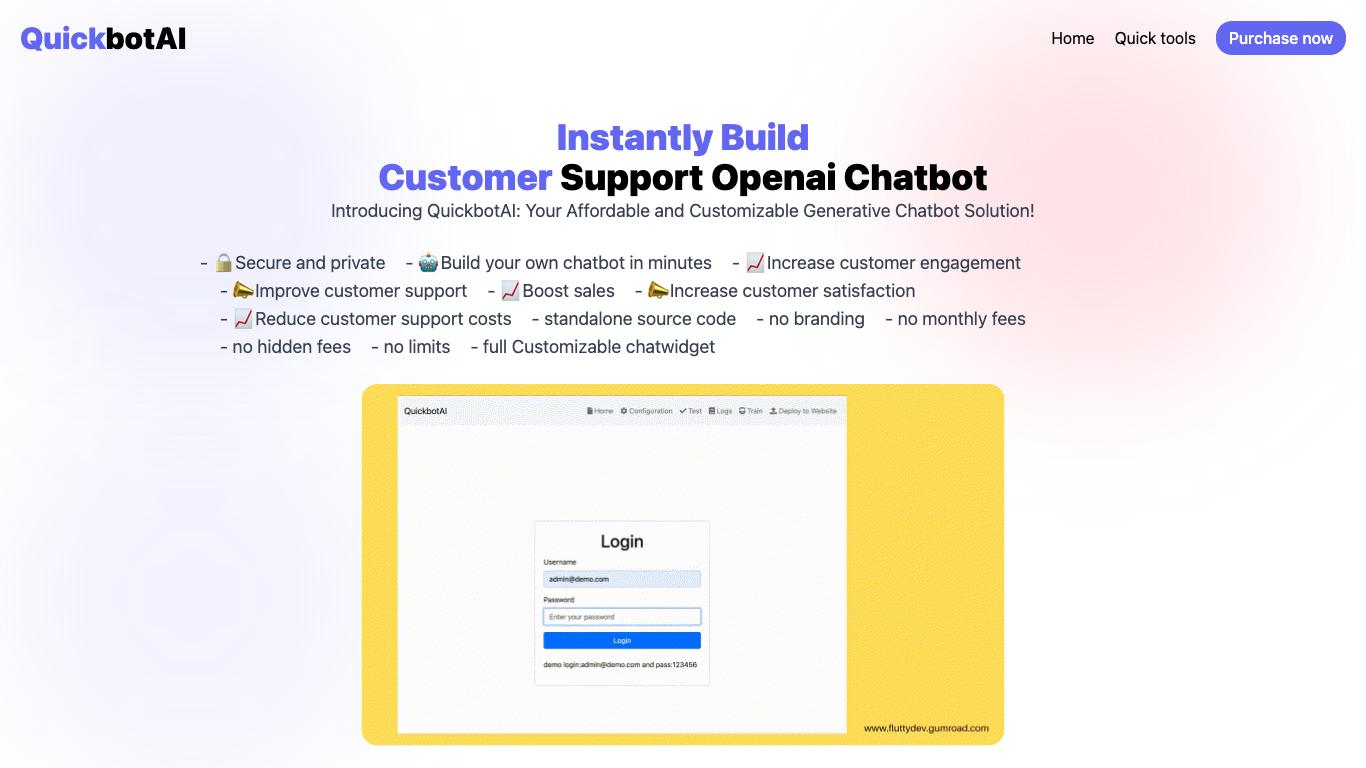 QuickbotAI
Home Quick tools Purchase now
Instantly Build
Customer Support Openai Chatbot
Introducing QuickbotAI: Your Affordable and Customizable Generative Chatbot Solution!
- 🔒Secure and private - 🤖Build your own chatbot in minutes - 📈Increase customer engagement
- 📣Improve customer support - 📈Boost sales - 📣Increase customer satisfaction
- 📈Reduce customer support costs - standalone source code - no branding - no monthly fees
- no hidden fees - no limits - full Customizable chatwidget
QuickbotAI Home Configuration Test Logs Train Deploy to Website
Login
Username
admin@demo.com
Password
Enter your password
Login
demo login:admin@demo.com and pass:123456
www.fluttydev.gumroad.com